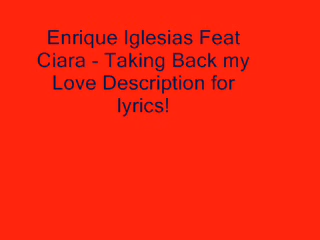 Enrique Iglesias Feat
Ciara - Taking Back my
Love Description for
lyrics!